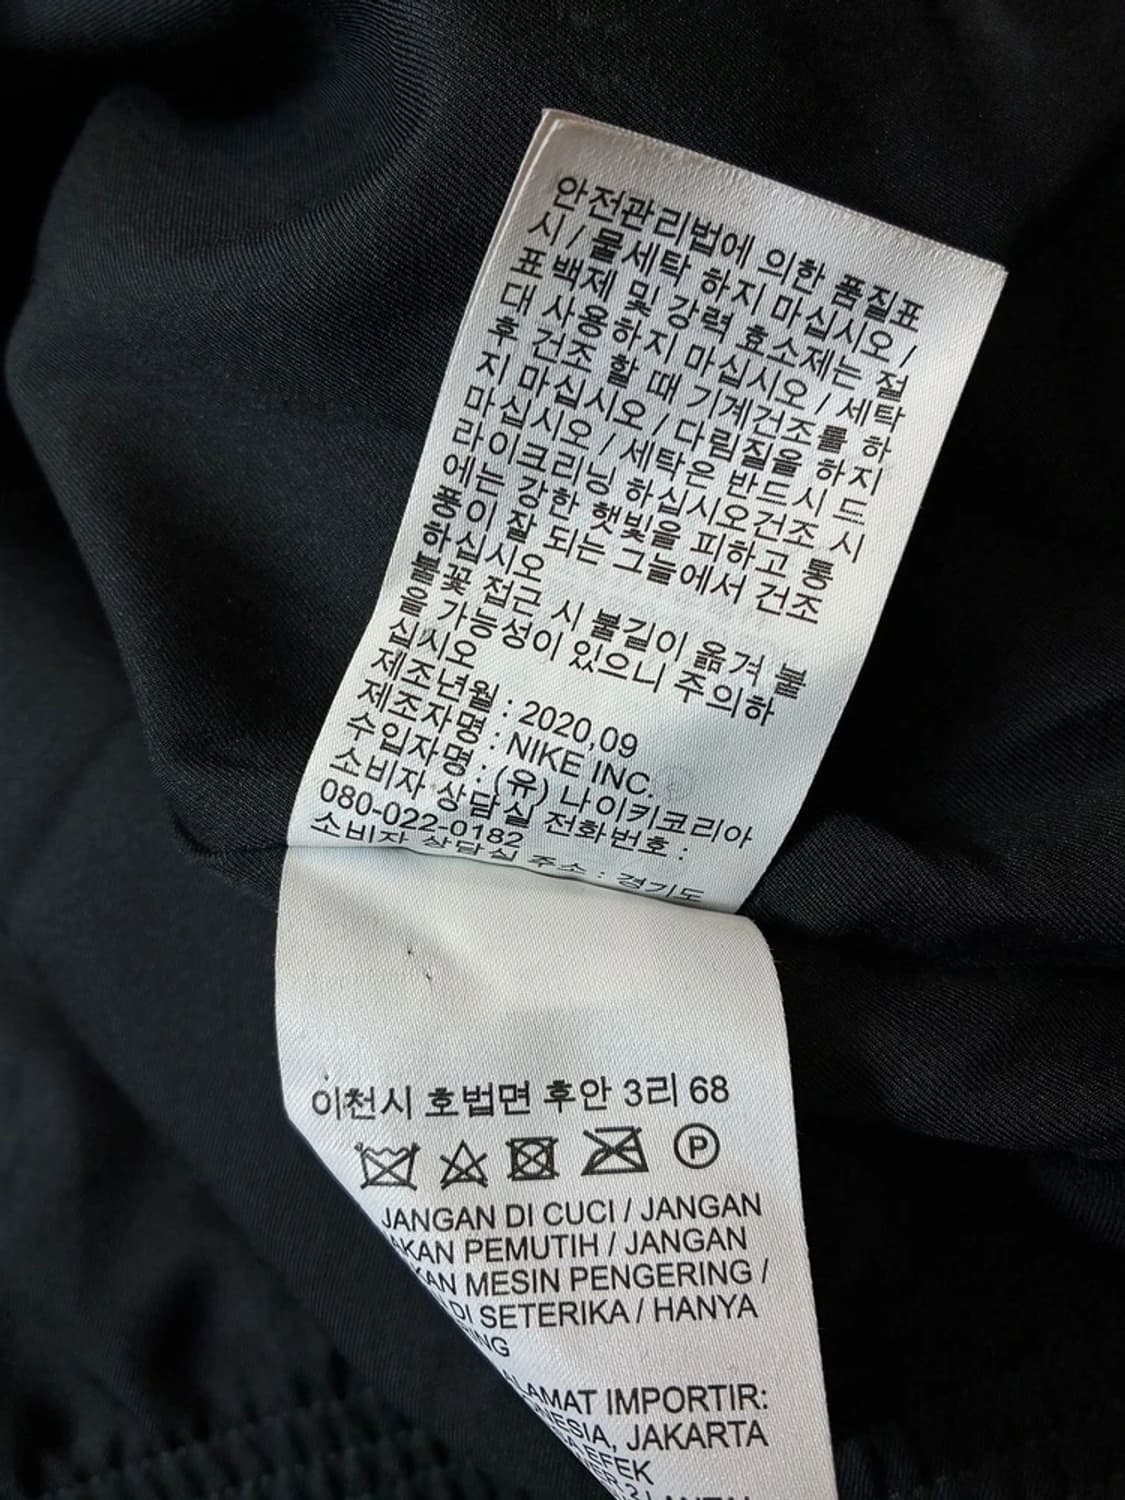 안전관리법에 의한 품질표
시 / 물세탁 하지 마십시오 /
표백제 및 강력 효소제는 절
대 사용하지 마십시오 / 세탁
후 건조 할 때 기계건조를 하
지 마십시오 / 다림질을 하지
마십시오 / 세탁은 반드시 드
라이크리닝 하십시오건조 시
에는 강한 햇빛을 피하고 통
풍이 잘 되는 그늘에서 건조
하십시오
불꽃 접근 시 불길이 옮겨 붙
을 가능성이 있으니 주의하
십시오
제조년월 : 2020,09
제조자명 : NIKE INC.
수입자명 : (유) 나이키코리아
소비자 상담실 전화번호 :
080-022-0182
소비자 상담실 주소 : 경기도
이천시 호법면 후안 3리 68
P
JANGAN DI CUCI / JANGAN
PEMUTIH / JANGAN
MESIN PENGERING /
DI SETERIKA / HANYA
ALAMAT IMPORTIR:
JAKARTA